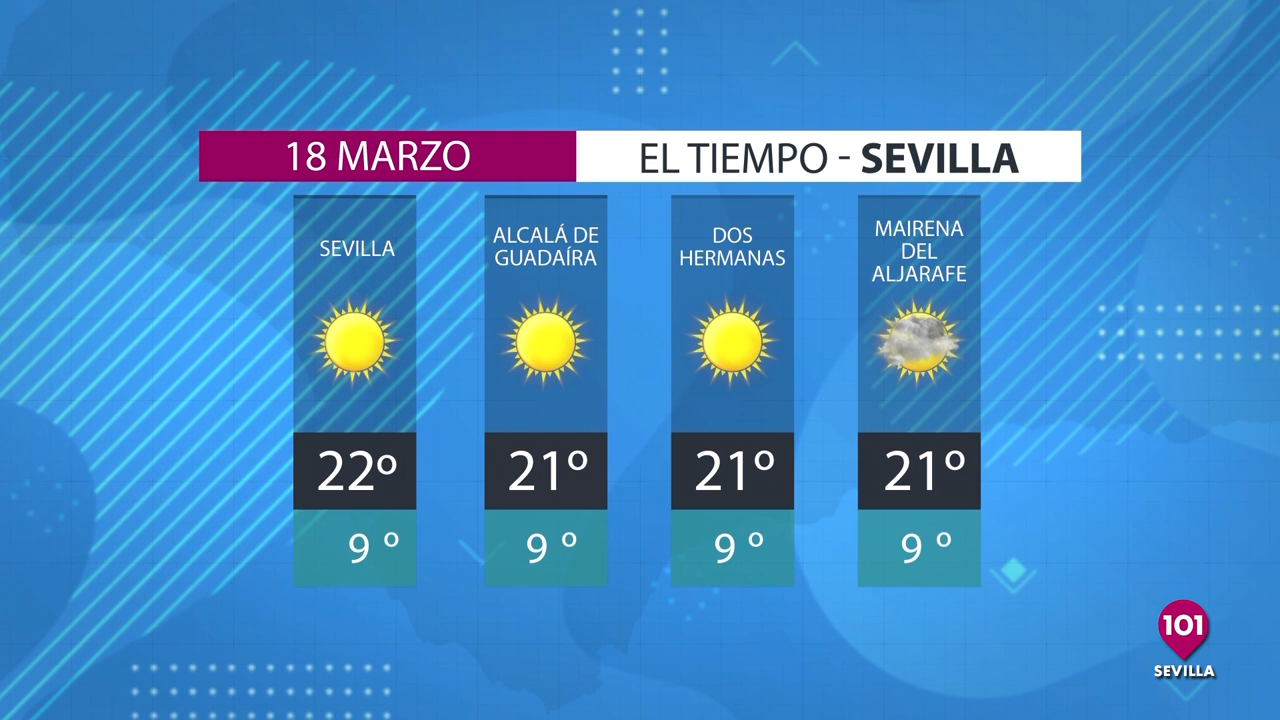 18 MARZO
EL TIEMPO - SEVILLA
SEVILLA
22º
9 º
ALCALÁ DE
GUADAÍRA
21º
9 º
DOS
HERMANAS
21º
9 º
MAIRENA
DEL
ALJARAFE
21º
9 º
101
SEVILLA